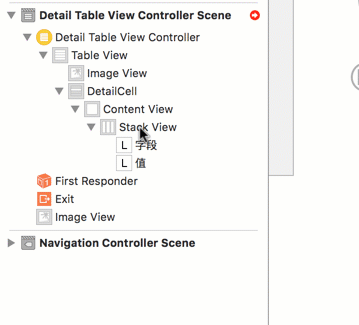 Detail Table View Controller Scene
Detail Table View Controller
Table View
Image View
DetailCell
Content View
Stack View
L 字段
L 值
First Responder
Exit
Image View
Navigation Controller Scene